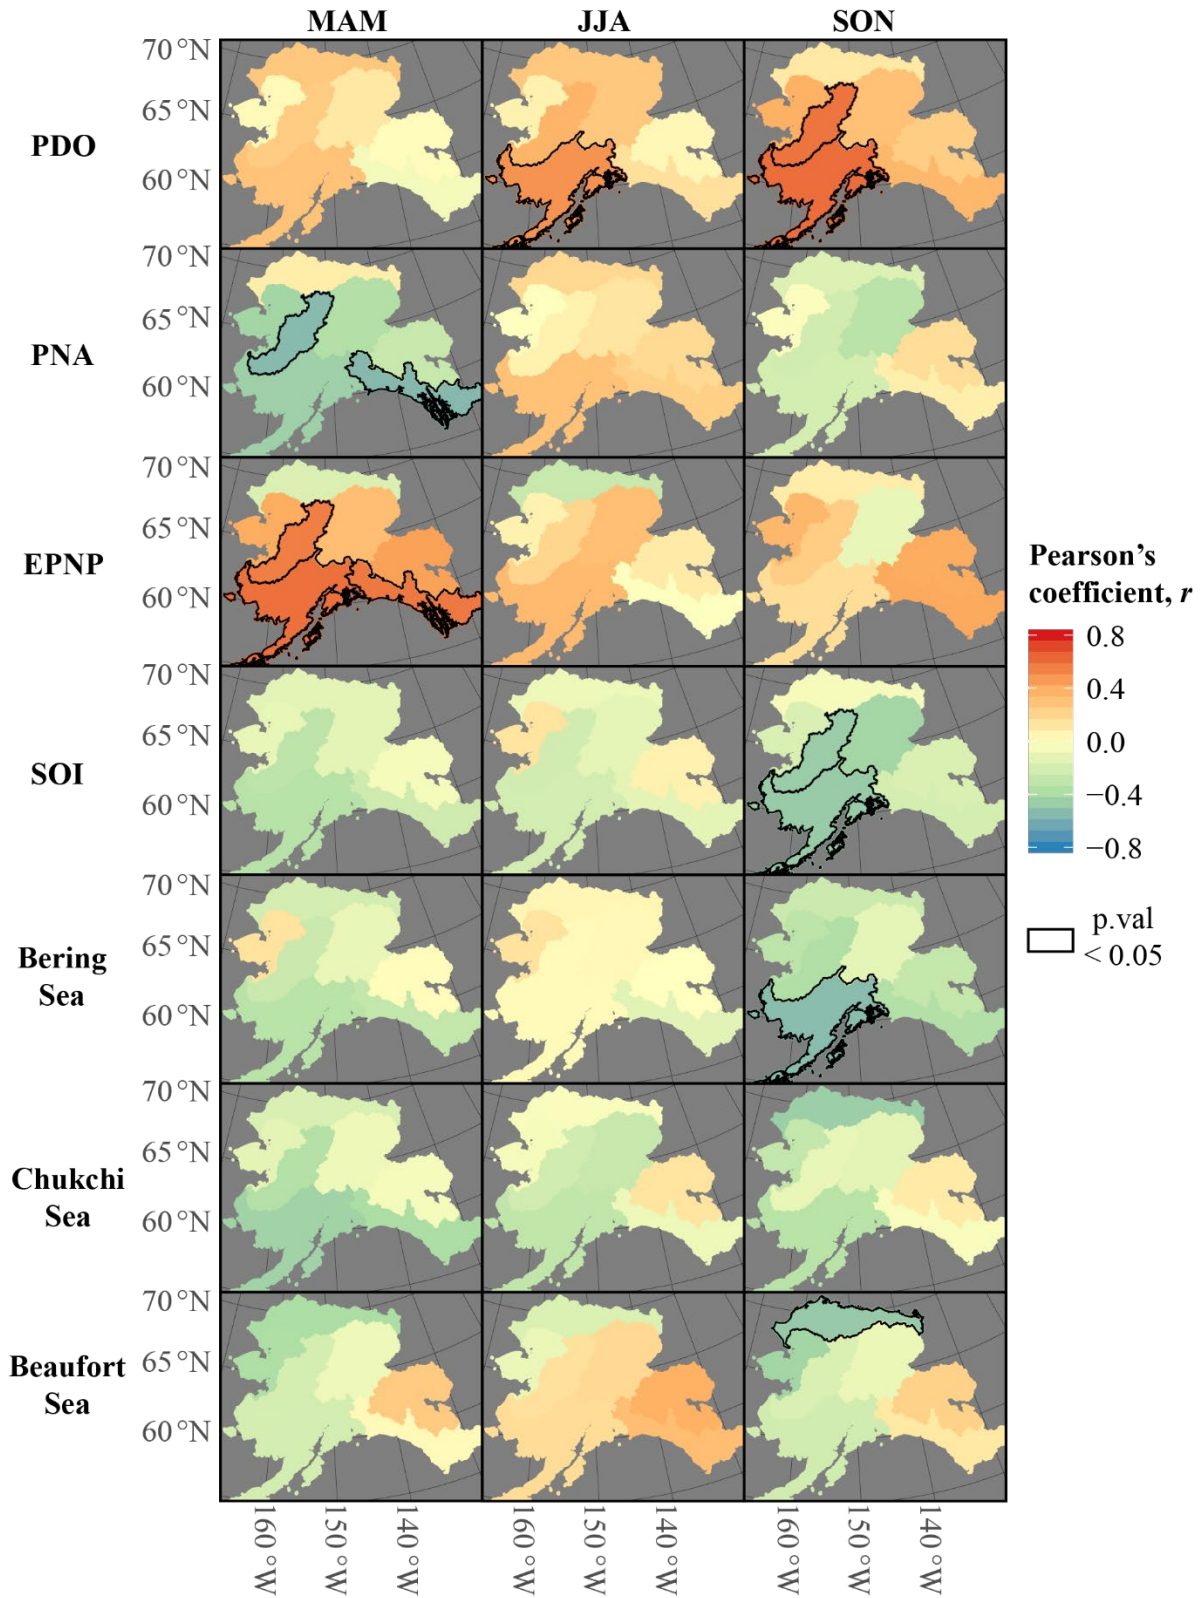 MAM JJA SON
70°N
65°N
PDO
60°N
70°N
65°N
PNA
60°N
70°N
65°N
EPNP
60°N
Pearson's
coefficient, r
0.8
0.4
0.0
−0.4
−0.8
p.val
< 0.05
70°N
65°N
SOI
60°N
70°N
65°N
Bering
Sea
60°N
70°N
65°N
Chukchi
Sea
60°N
70°N
65°N
Beaufort
Sea
60°N
160°W 150°W 140°W 160°W 150°W 140°W 160°W 150°W 140°W